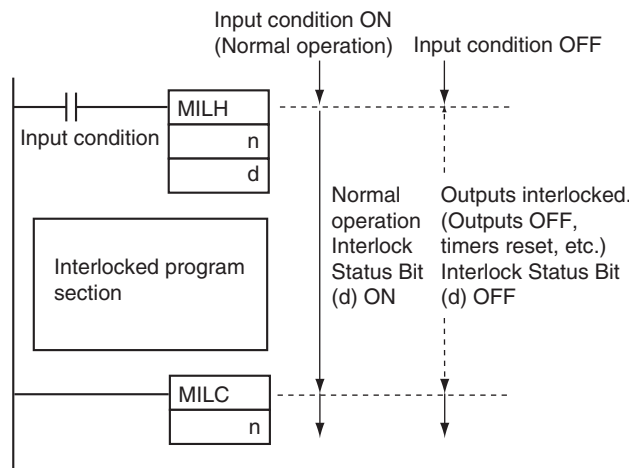 Input condition ON
(Normal operation)
Input condition OFF
MILH
Input condition
n
d
Normal
operation
Interlock
Status Bit
(d) ON
Outputs interlocked.
(Outputs OFF,
timers reset, etc.)
Interlock Status Bit
(d) OFF
Interlocked program
section
MILC
n